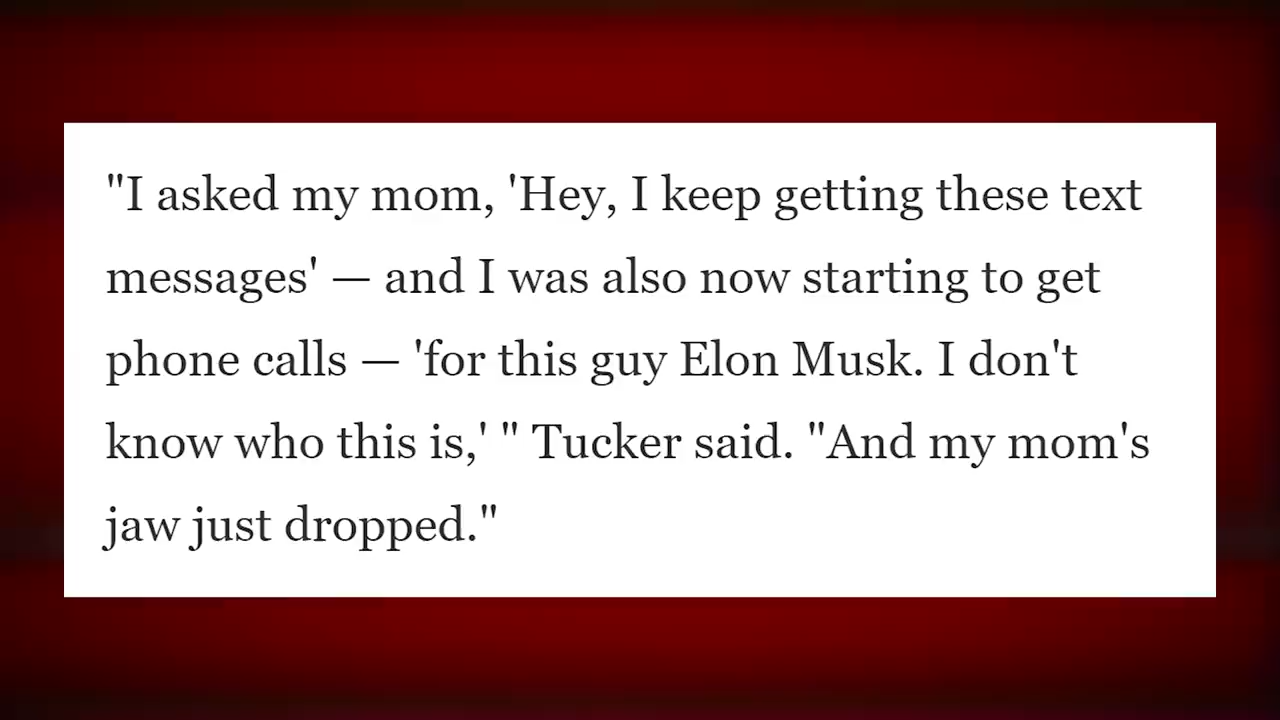 "I asked my mom, 'Hey, I keep getting these text
messages' — and I was also now starting to get
phone calls — 'for this guy Elon Musk. I don't
know who this is,' " Tucker said. "And my mom's
jaw just dropped."